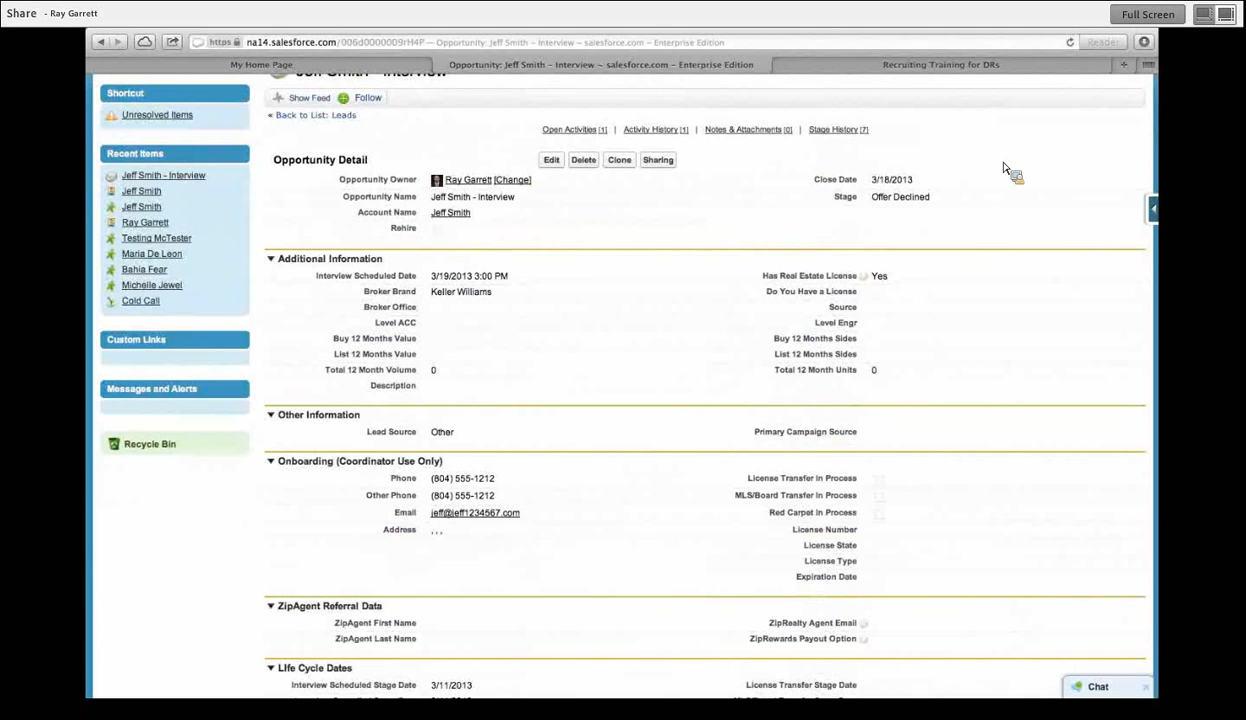 Share - Ray Garrett
Full Screen
https na14.salesforce.com/006d0000009rH4P — Opportunity: Jeff Smith – Interview — salesforce.com – Enterprise Edition
Reader
My Home Page
Opportunity: Jeff Smith – Interview ~ salesforce.com – Enterprise Edition
Recruiting Training for DRs
+
Jeff Smith - Interview
Shortcut
Unresolved Items
Recent Items
Jeff Smith - Interview
Jeff Smith
Jeff Smith
Ray Garrett
Testing McTester
Maria De Leon
Bahia Fear
Michelle Jewel
Cold Call
Custom Links
Messages and Alerts
Recycle Bin
Show Feed Follow
« Back to List: Leads
Open Activities [1] | Activity History [1] | Notes & Attachments [0] | Stage History [7]
Opportunity Detail Edit Delete Clone Sharing
Opportunity Owner Ray Garrett [Change] Close Date 3/18/2013
Opportunity Name Jeff Smith - Interview Stage Offer Declined
Account Name Jeff Smith
Rehire
Additional Information
Interview Scheduled Date 3/19/2013 3:00 PM Has Real Estate License Yes
Broker Brand Keller Williams Do You Have a License
Broker Office Source
Level ACC Level Engr
Buy 12 Months Value Buy 12 Months Sides
List 12 Months Value List 12 Months Sides
Total 12 Month Volume 0 Total 12 Month Units 0
Description
Other Information
Lead Source Other Primary Campaign Source
Onboarding (Coordinator Use Only)
Phone (804) 555-1212 License Transfer In Process
Other Phone (804) 555-1212 MLS/Board Transfer In Process
Email jeff@jeff1234567.com Red Carpet In Process
Address , , , License Number
License State
License Type
Expiration Date
ZipAgent Referral Data
ZipAgent First Name ZipRealty Agent Email
ZipAgent Last Name ZipRewards Payout Option
Life Cycle Dates
Interview Scheduled Stage Date 3/11/2013 License Transfer Stage Date
Chat